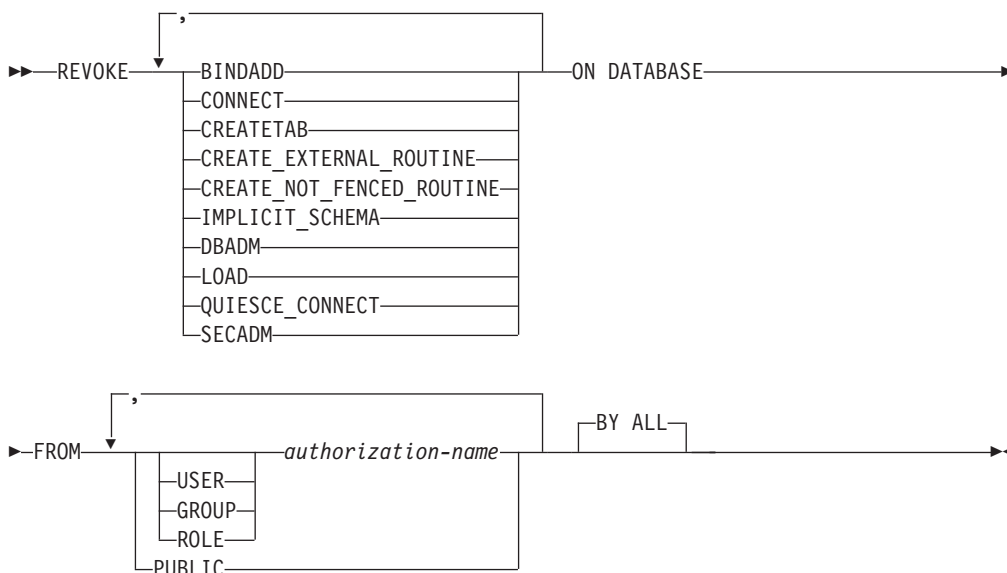 ,
REVOKE BINDADD ON DATABASE
CONNECT
CREATETAB
CREATE_EXTERNAL_ROUTINE
CREATE_NOT_FENCED_ROUTINE
IMPLICIT_SCHEMA
DBADM
LOAD
QUIESCE_CONNECT
SECADM
,
BY ALL
FROM authorization-name
USER
GROUP
ROLE
PUBLIC